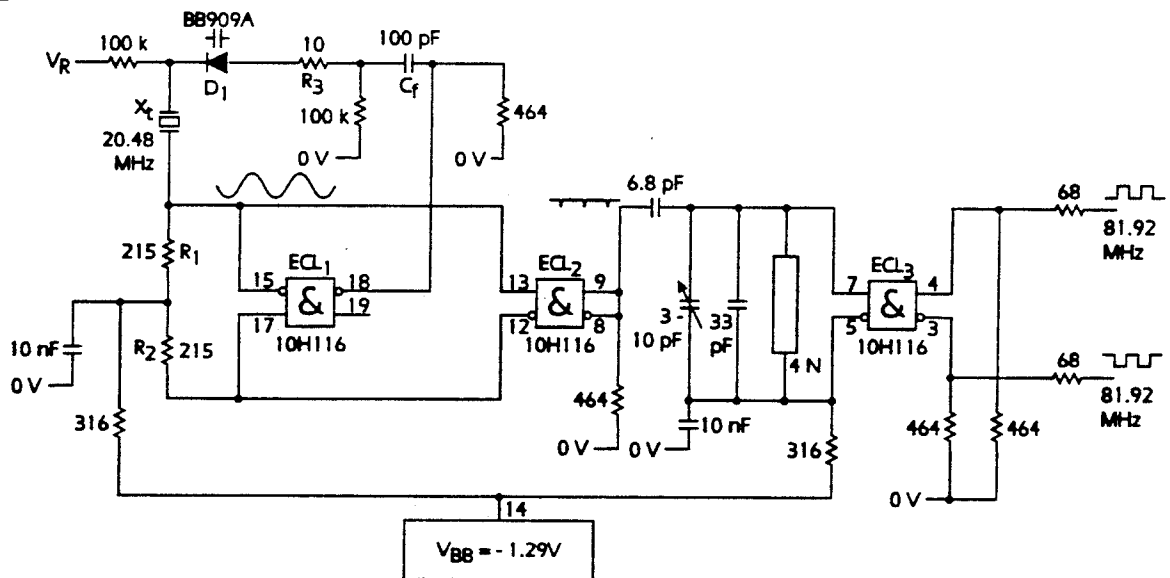 BB909A
V_R
100 k
D1
10
R3
100 pF
Cf
100 k
0 V
464
0 V
Xt
20.48
MHz
215
R1
R2
215
10 nF
0 V
316
ECL1
15
17
&
18
19
10H116
ECL2
13
12
&
9
8
10H116
464
0 V
6.8 pF
3 -
10 pF
33
pF
4 N
10 nF
0 V
316
ECL3
7
5
&
4
3
10H116
68
81.92
MHz
68
81.92
MHz
464
464
0 V
14
VBB = - 1.29V